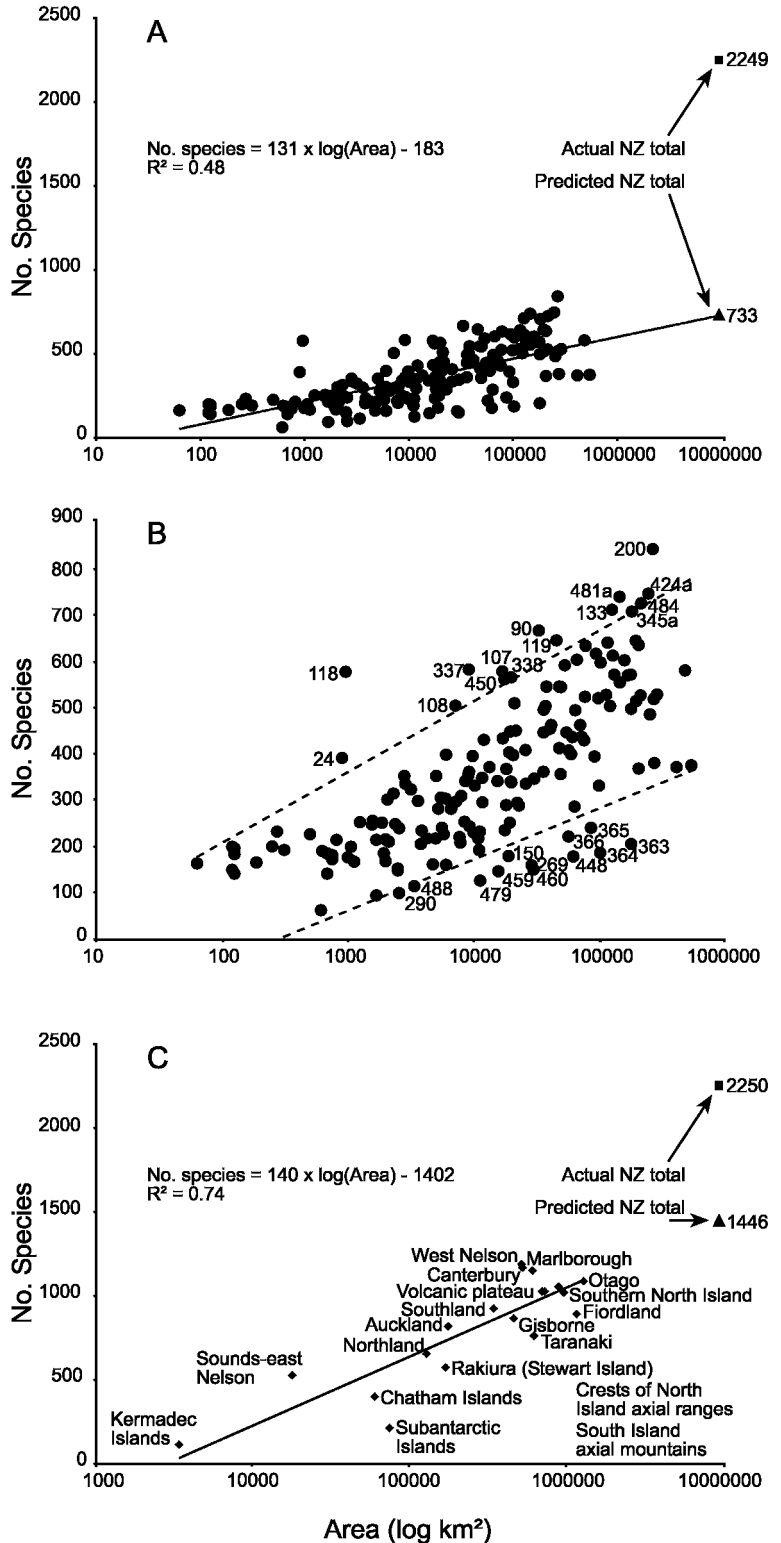 A
2500
2000
1500
1000
500
0
No. Species
No. species = 131 x log(Area) - 183
R² = 0.48
2249
Actual NZ total
Predicted NZ total
733
10
100
1000
10000
100000
1000000
10000000
B
900
800
700
600
500
400
300
200
100
0
No. Species
200
481a
424a
484
133
345a
90
119
107
118
337
338
450
108
24
365
366
363
150
364
269
448
488
459
460
290
479
10
100
1000
10000
100000
1000000
C
2500
2000
1500
1000
500
0
No. Species
2250
No. species = 140 x log(Area) - 1402
R² = 0.74
Actual NZ total
Predicted NZ total
1446
West Nelson
Marlborough
Canterbury
Otago
Volcanic plateau
Southern North Island
Southland
Fiordland
Auckland
Gisborne
Northland
Taranaki
Sounds-east
Nelson
Rakiura (Stewart Island)
Chatham Islands
Crests of North
Island axial ranges
Kermadec
Islands
Subantarctic
Islands
South Island
axial mountains
1000
10000
100000
1000000
10000000
Area (log km²)